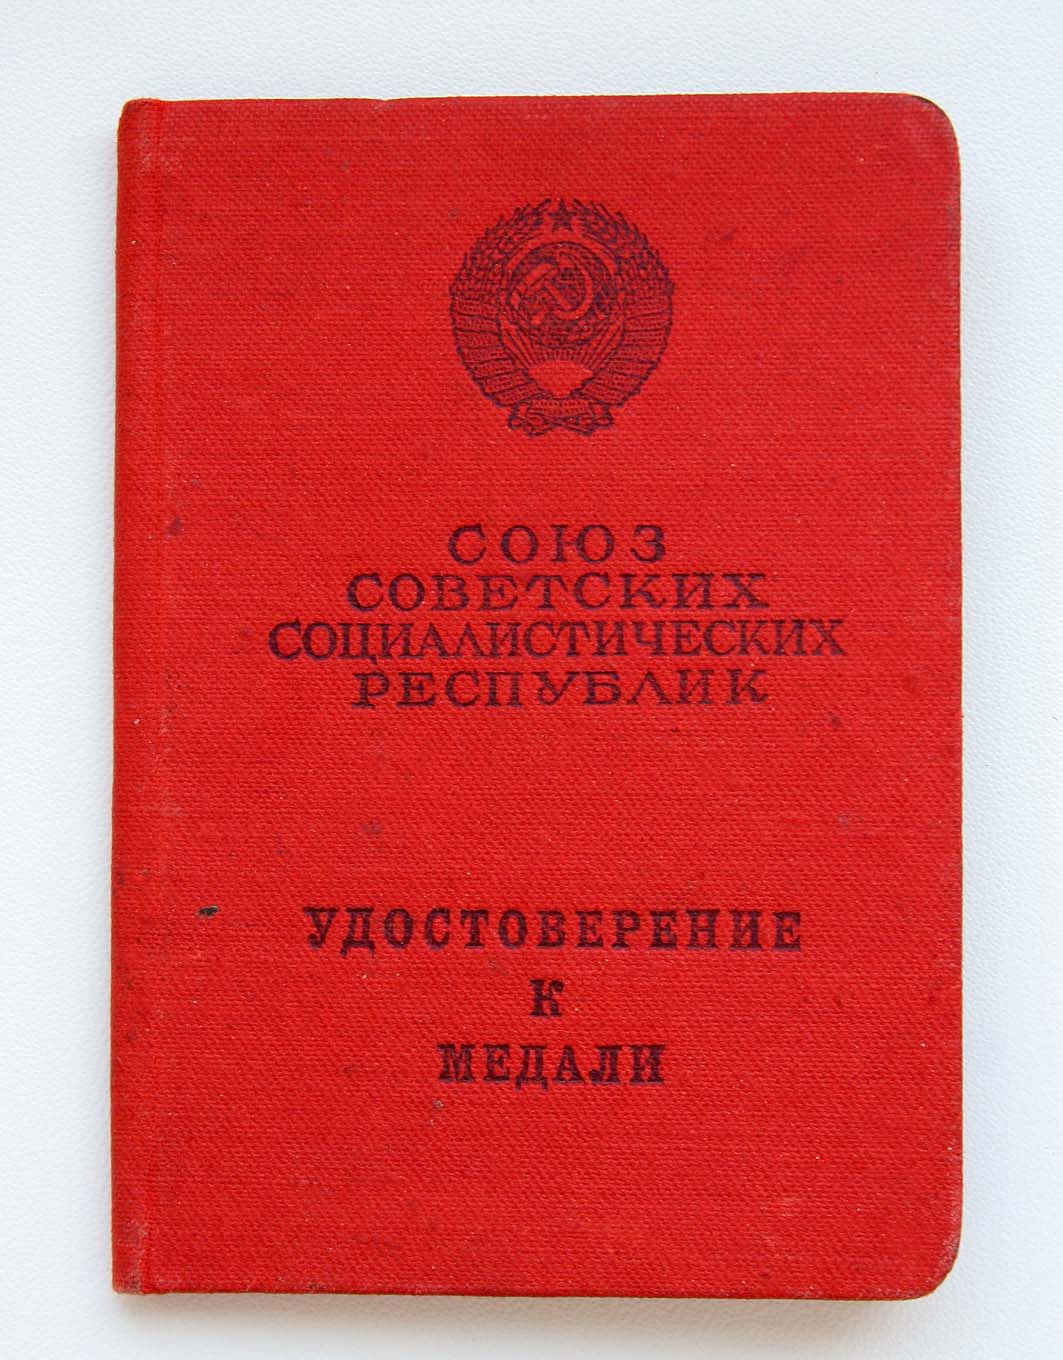 СОЮЗ
СОВЕТСКИХ
СОЦИАЛИСТИЧЕСКИХ
РЕСПУБЛИК
УДОСТОВЕРЕНИЕ
К
МЕДАЛИ